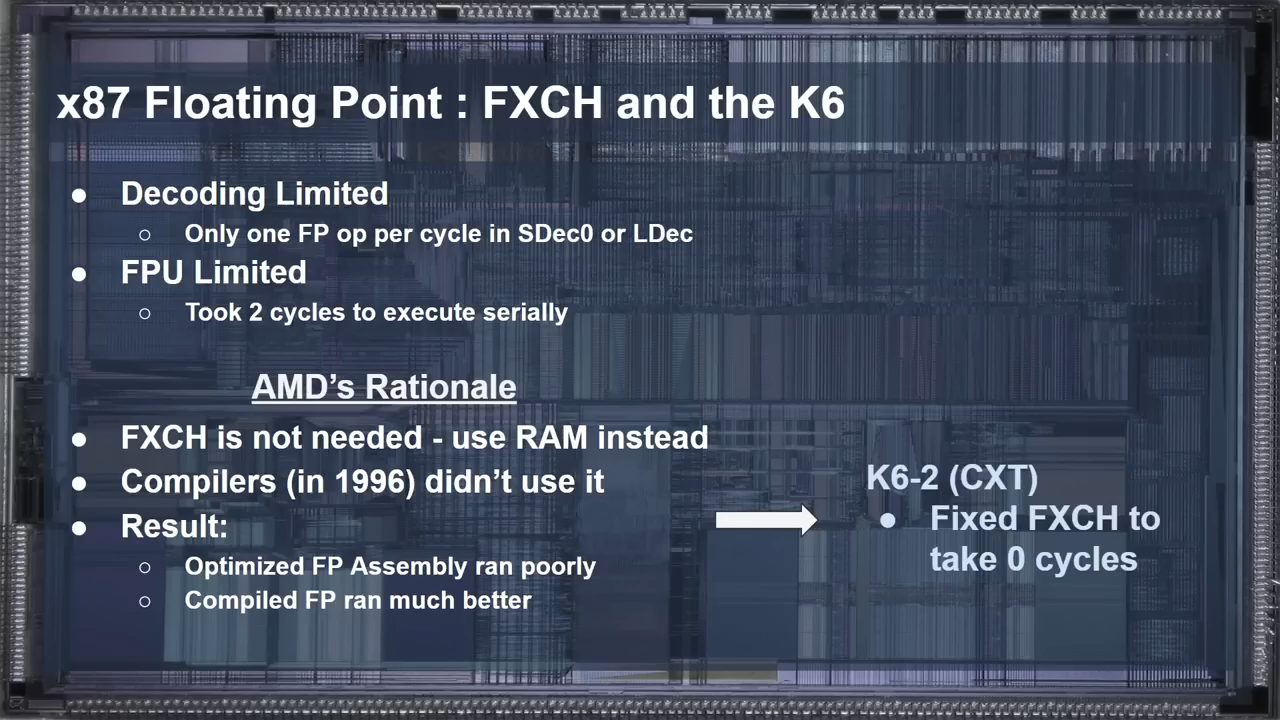 x87 Floating Point : FXCH and the K6
● Decoding Limited
○ Only one FP op per cycle in SDec0 or LDec
● FPU Limited
○ Took 2 cycles to execute serially
AMD’s Rationale
● FXCH is not needed - use RAM instead
● Compilers (in 1996) didn’t use it
● Result:
○ Optimized FP Assembly ran poorly
○ Compiled FP ran much better
K6-2 (CXT)
● Fixed FXCH to
take 0 cycles